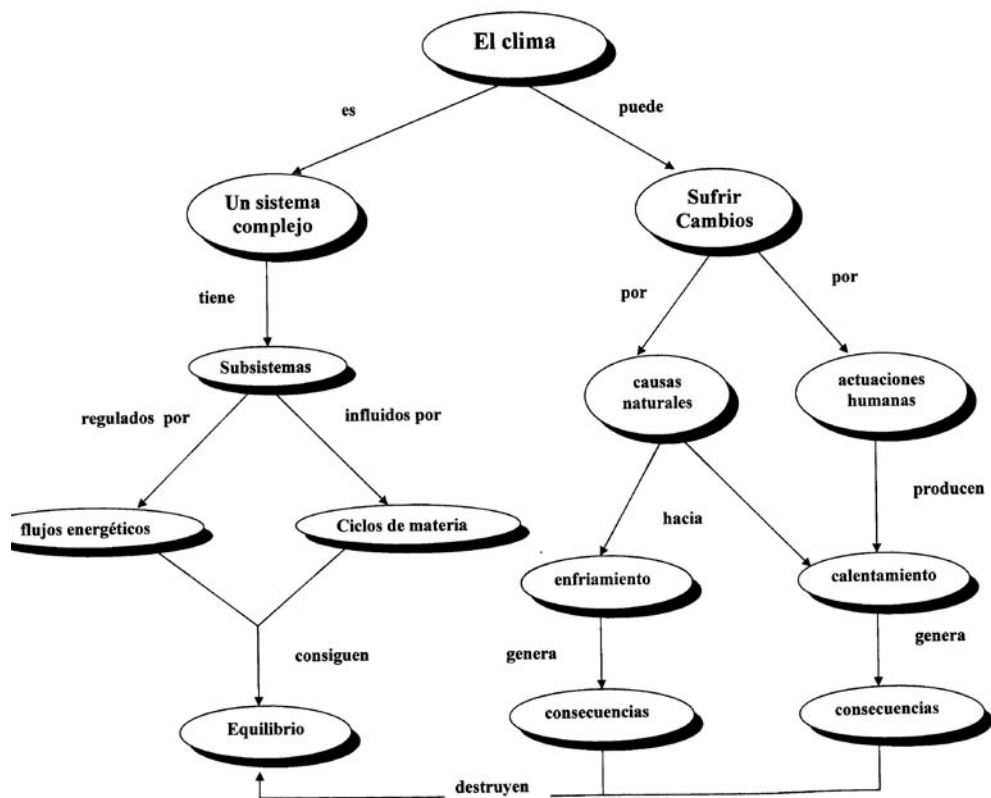 El clima
es
puede
Un sistema
complejo
Sufrir
Cambios
tiene
por
por
Subsistemas
causas
naturales
actuaciones
humanas
regulados por
influidos por
producen
flujos energéticos
Ciclos de materia
hacia
enfriamiento
calentamiento
consiguen
genera
genera
Equilibrio
consecuencias
consecuencias
destruyen